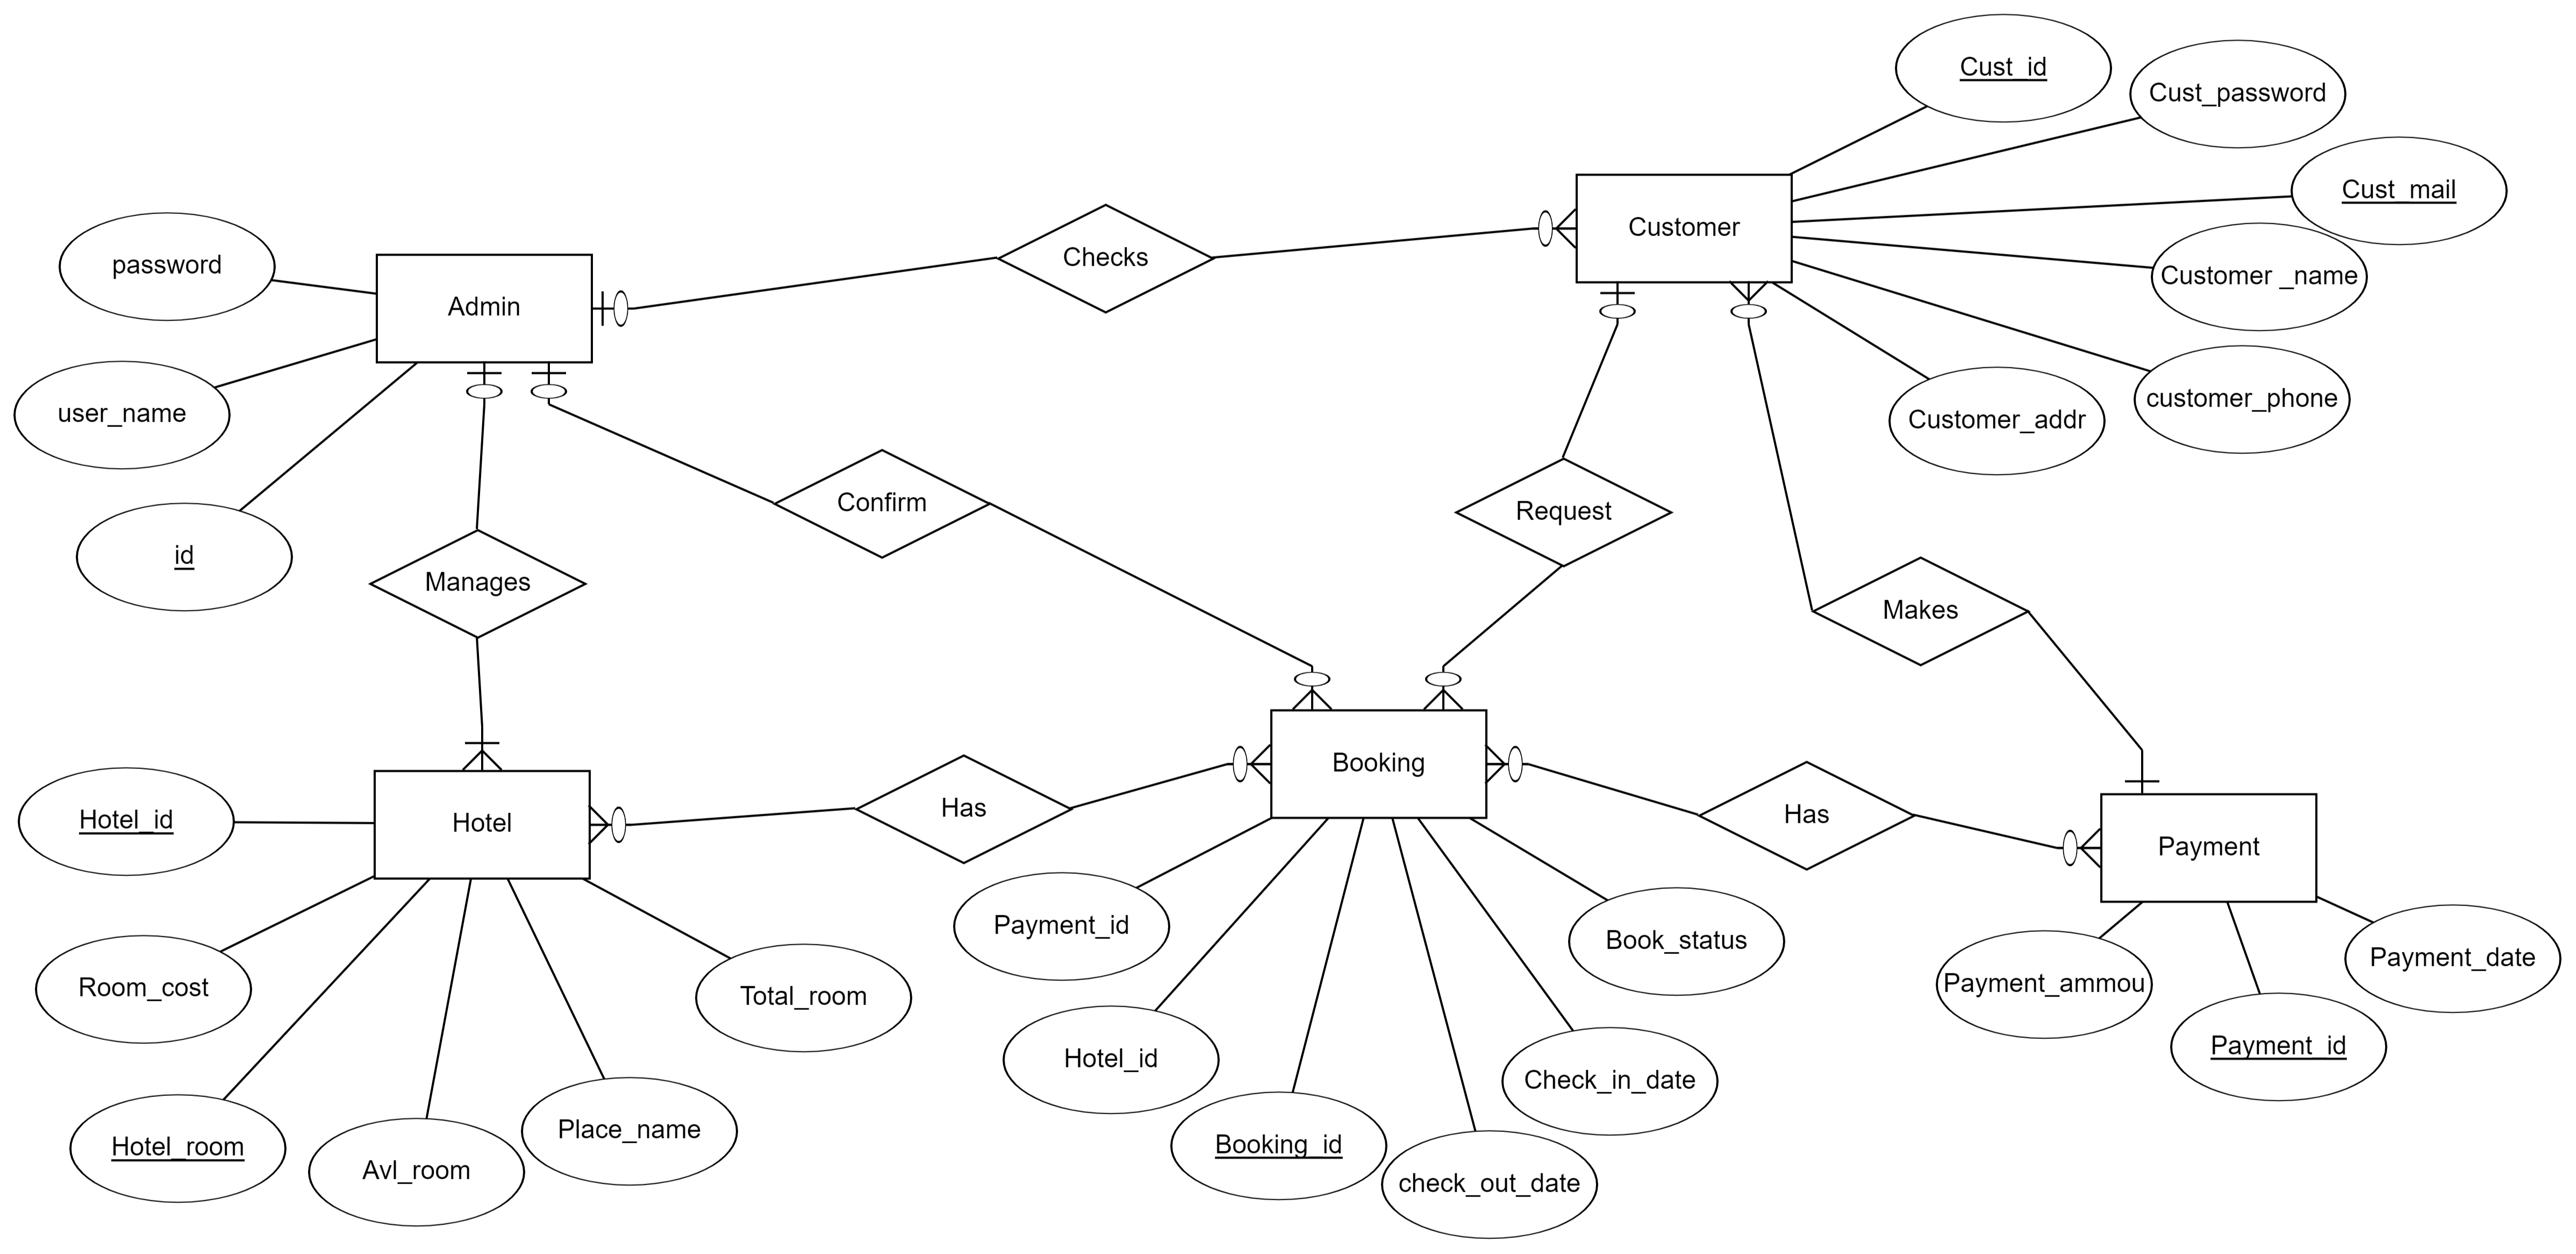 Cust_id
Cust_password
Cust_mail
Customer
Checks
password
Customer _name
Admin
customer_phone
user_name
Customer_addr
Confirm
Request
id
Manages
Makes
Booking
Hotel_id
Hotel
Has
Has
Payment
Payment_id
Book_status
Payment_date
Room_cost
Total_room
Payment_ammou
Hotel_id
Check_in_date
Payment_id
Hotel_room
Place_name
Avl_room
Booking_id
check_out_date